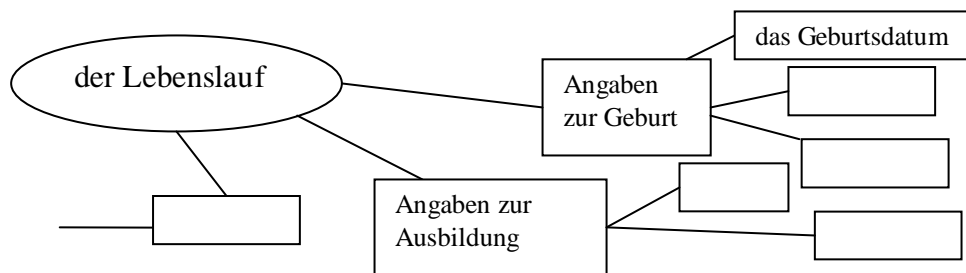 der Lebenslauf
das Geburtsdatum
Angaben
zur Geburt
Angaben zur
Ausbildung